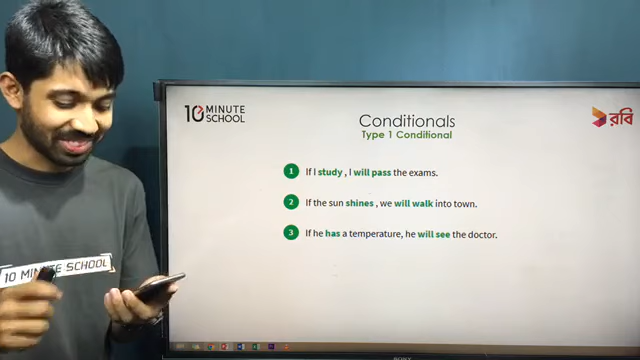 10 MINUTE
SCHOOL
Conditionals
Type 1 Conditional
রবি
1 If I study , I will pass the exams.
2 If the sun shines , we will walk into town.
3 If he has a temperature, he will see the doctor.
10 MINUTE SCHOOL
SONY